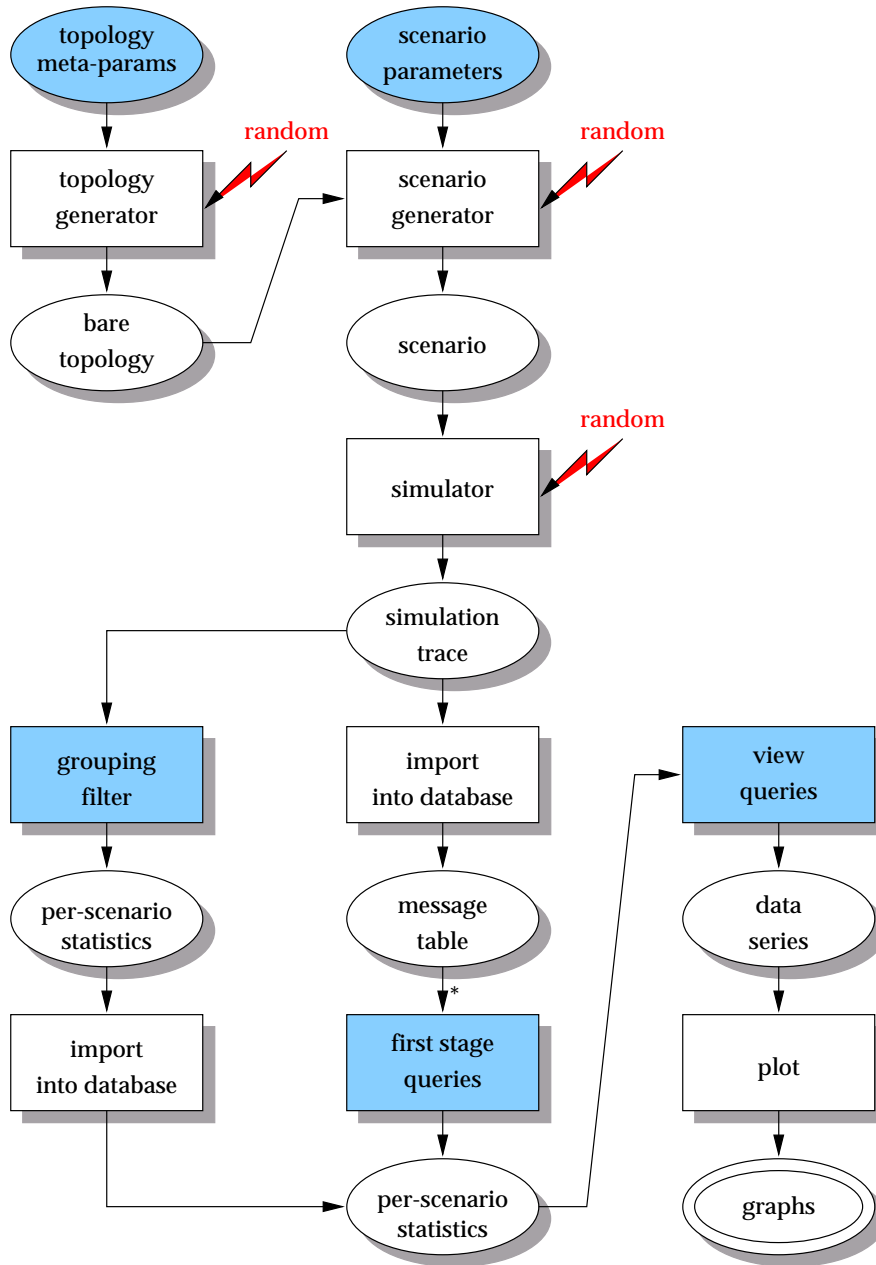 topology
meta-params
scenario
parameters
random
random
topology
generator
scenario
generator
bare
topology
scenario
random
simulator
simulation
trace
grouping
filter
import
into database
view
queries
per-scenario
statistics
message
table
data
series
*
import
into database
first stage
queries
plot
per-scenario
statistics
graphs